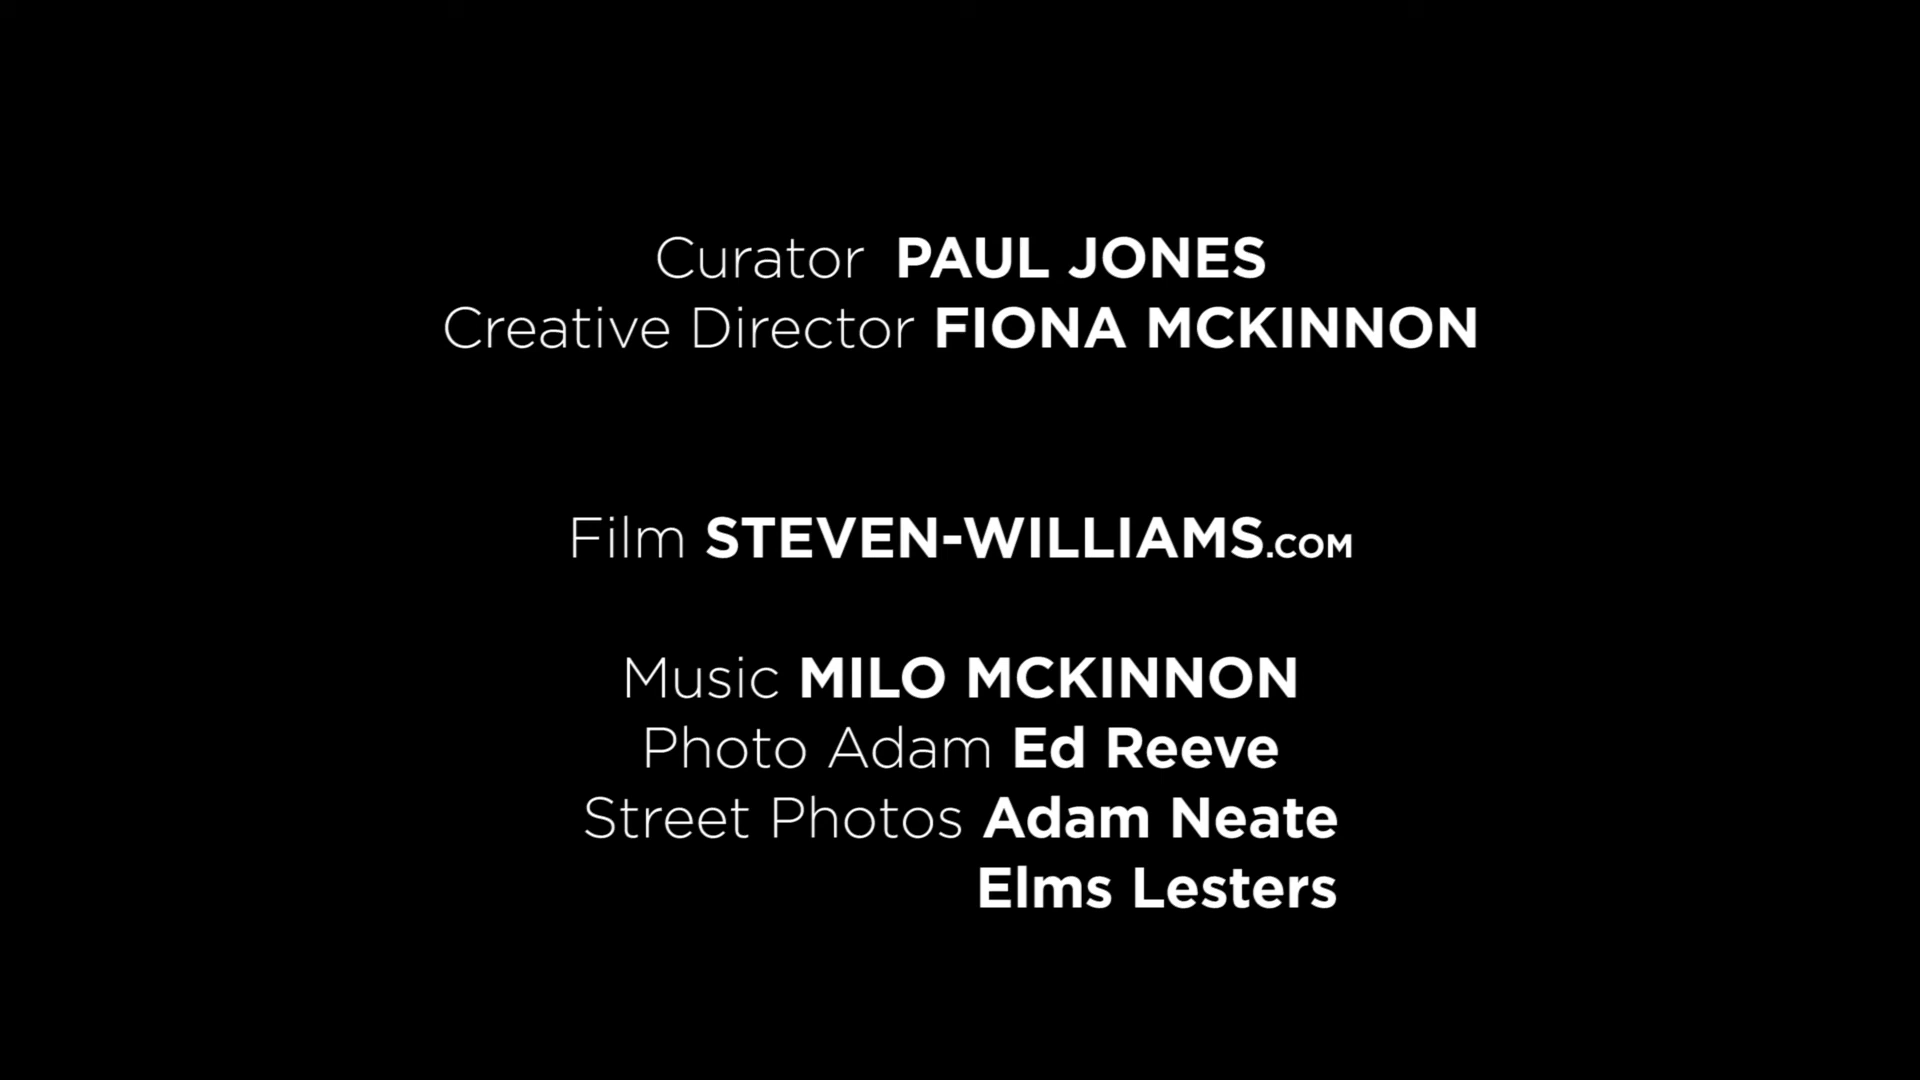 Curator PAUL JONES
Creative Director FIONA MCKINNON
Film STEVEN-WILLIAMS.COM
Music MILO MCKINNON
Photo Adam Ed Reeve
Street Photos Adam Neate
Elms Lesters